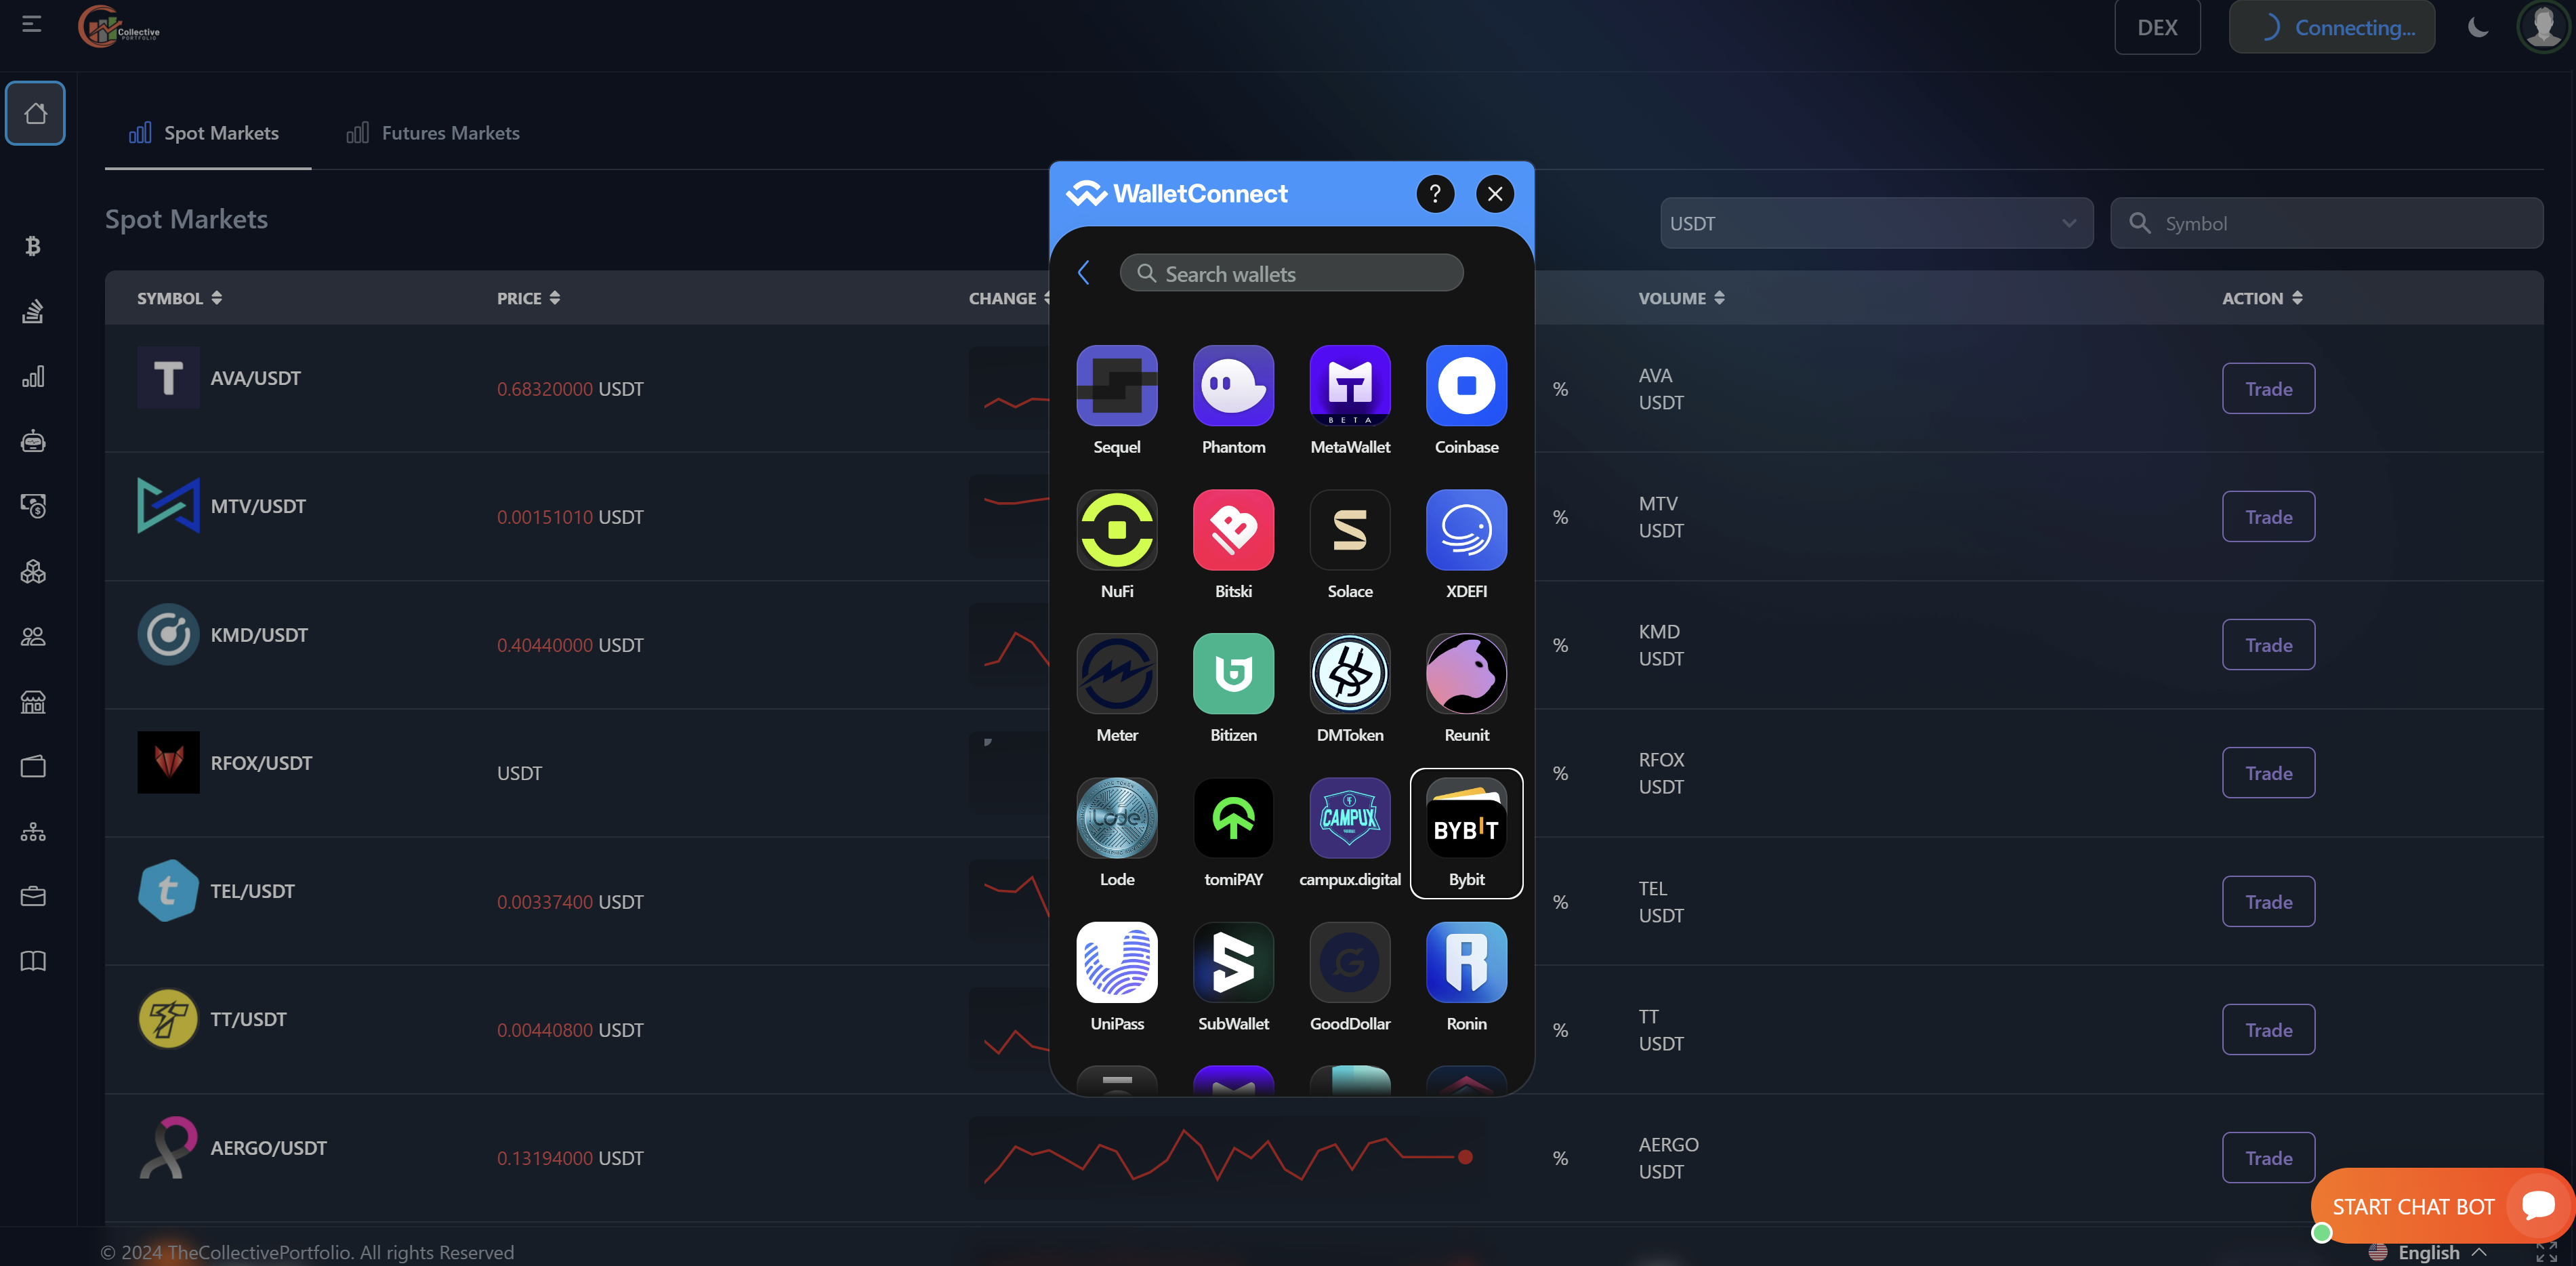 Collective
PORTFOLIO
DEX
Connecting...
Spot Markets
Futures Markets
Spot Markets
USDT
Symbol
SYMBOL
PRICE
CHANGE
VOLUME
ACTION
AVA/USDT
0.68320000 USDT
%
AVA
USDT
Trade
MTV/USDT
0.00151010 USDT
%
MTV
USDT
Trade
KMD/USDT
0.40440000 USDT
%
KMD
USDT
Trade
RFOX/USDT
USDT
%
RFOX
USDT
Trade
TEL/USDT
0.00337400 USDT
%
TEL
USDT
Trade
TT/USDT
0.00440800 USDT
%
TT
USDT
Trade
AERGO/USDT
0.13194000 USDT
%
AERGO
USDT
Trade
WalletConnect
?
Search wallets
BETA
Sequel
Phantom
MetaWallet
Coinbase
NuFi
Bitski
Solace
XDEFI
Meter
Bitizen
DMToken
Reunit
Lode
CAMPUX
BYBIT
Lode
tomiPAY
campux.digital
Bybit
UniPass
SubWallet
GoodDollar
Ronin
START CHAT BOT
© 2024 TheCollectivePortfolio. All rights Reserved
English